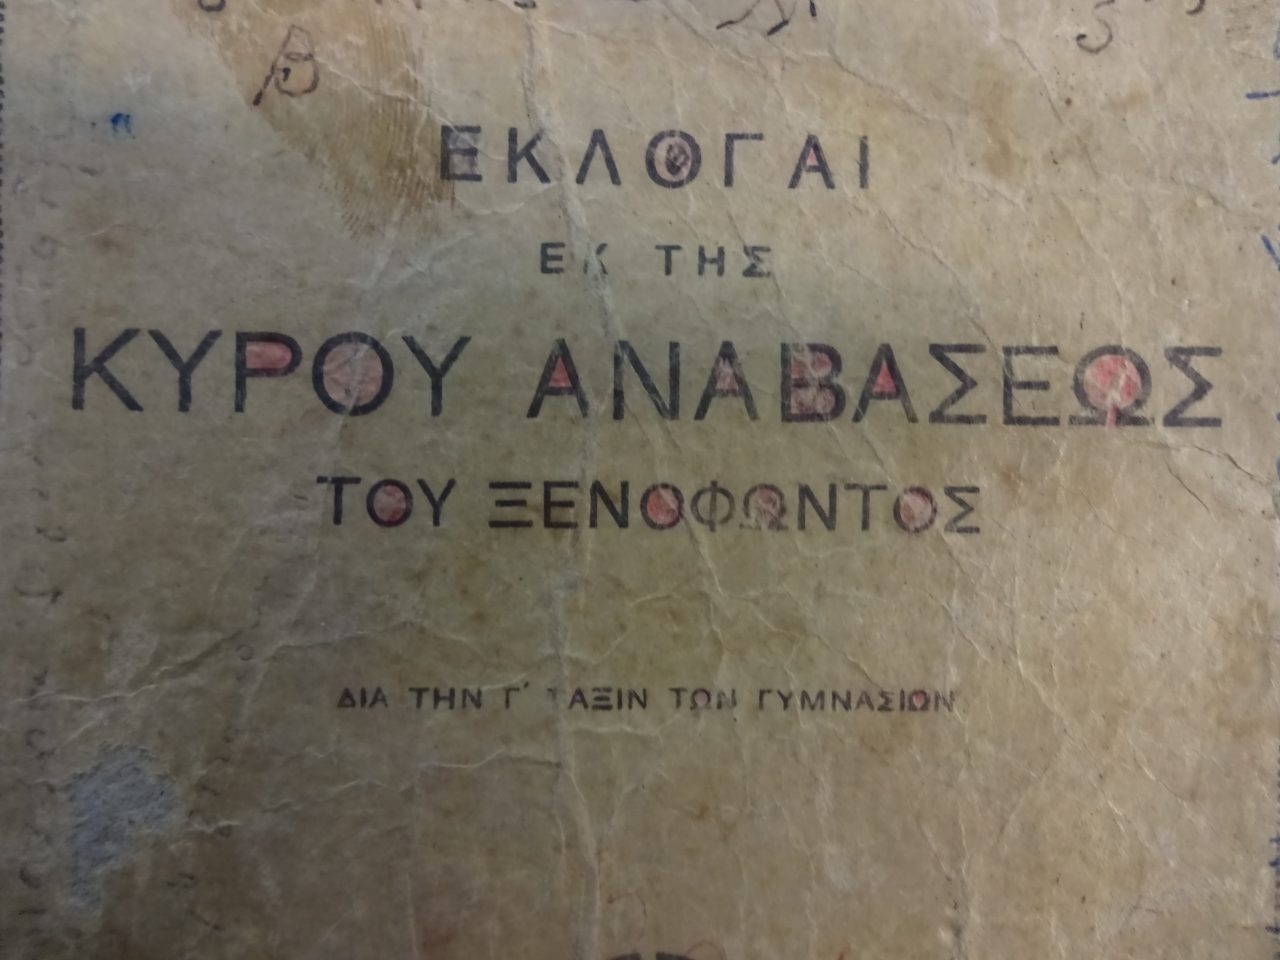 Β
ΕΚΛΟΓΑΙ
ΕΚ ΤΗΣ
ΚΥΡΟΥ ΑΝΑΒΑΣΕΩΣ
ΤΟΥ ΞΕΝΟΦΩΝΤΟΣ
ΔΙΑ ΤΗΝ Γ΄ ΤΑΞΙΝ ΤΩΝ ΓΥΜΝΑΣΙΩΝ